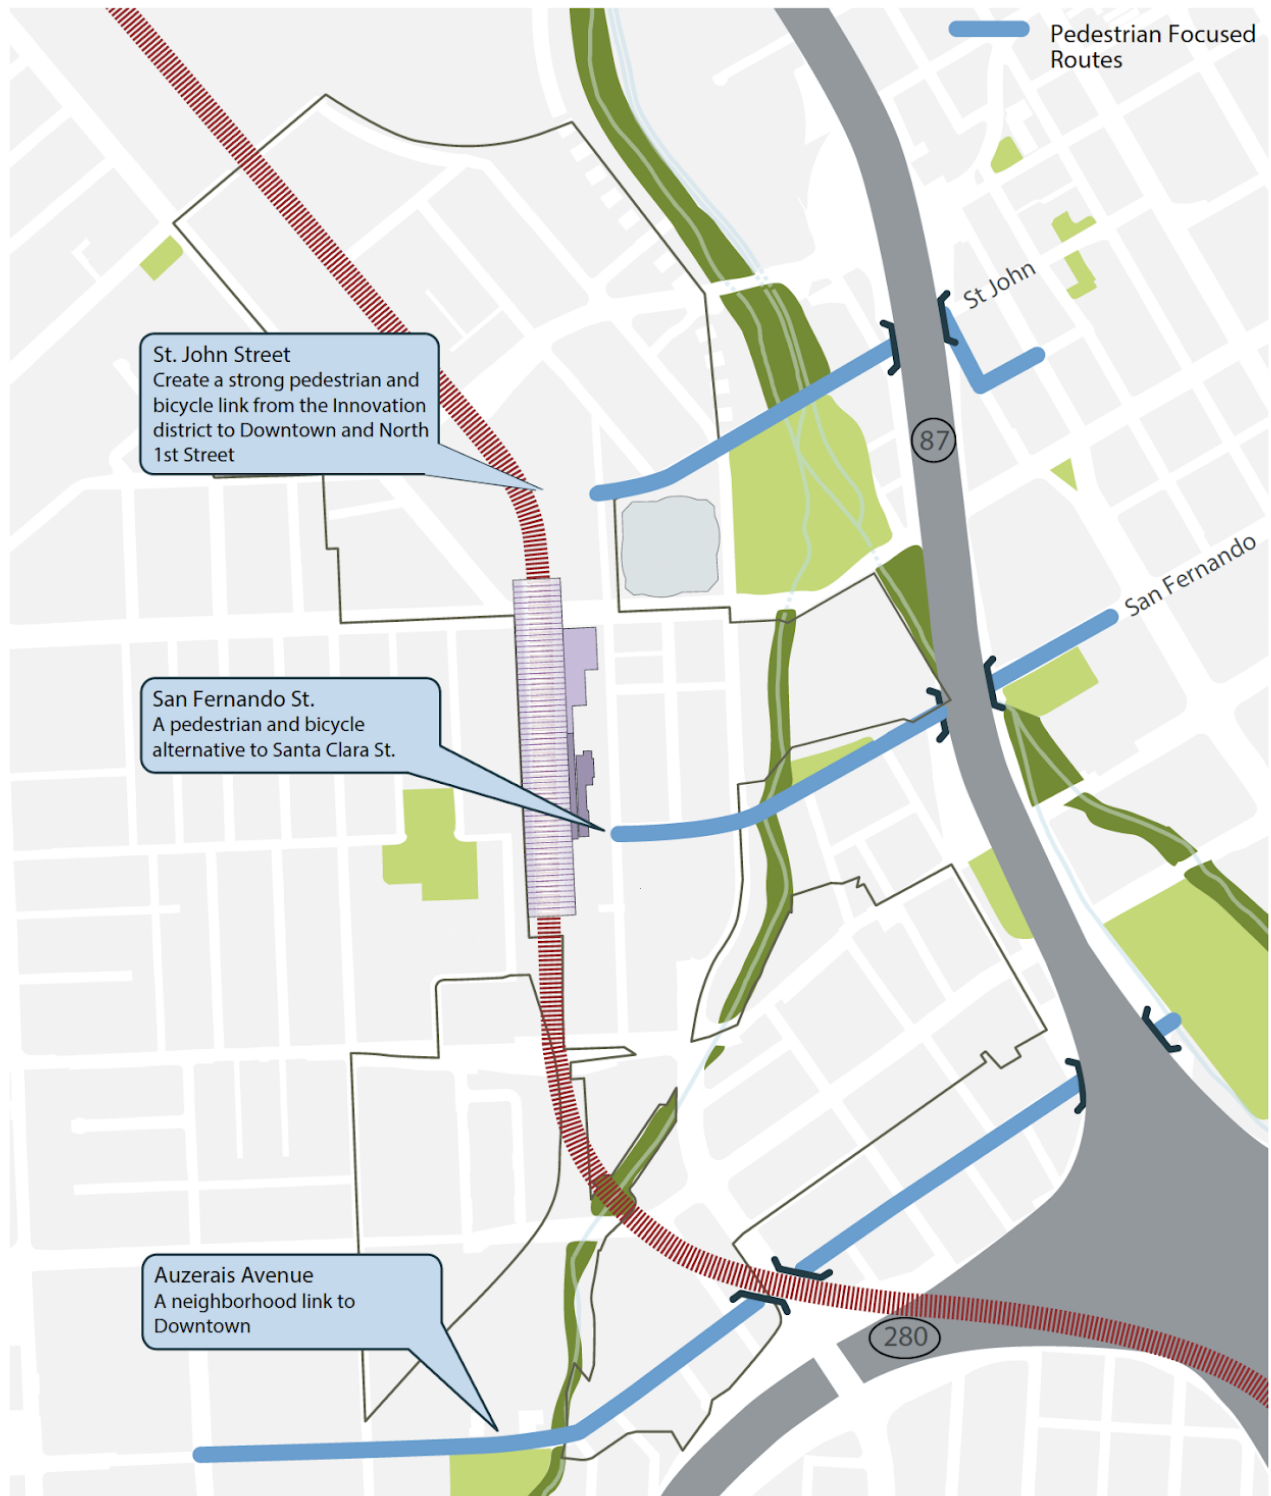 Pedestrian Focused
Routes
St John
St. John Street
Create a strong pedestrian and
bicycle link from the Innovation
district to Downtown and North
1st Street
87
San Fernando
San Fernando St.
A pedestrian and bicycle
alternative to Santa Clara St.
Auzerais Avenue
A neighborhood link to
Downtown
280